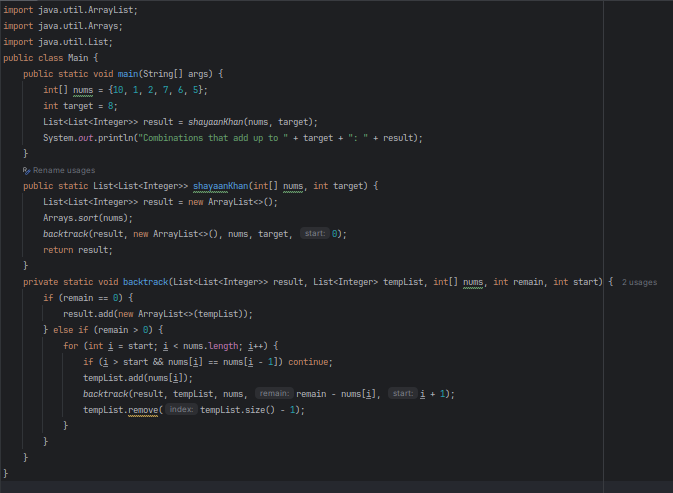 import java.util.ArrayList;
import java.util.Arrays;
import java.util.List;
public class Main {
    public static void main(String[] args) {
        int[] nums = {10, 1, 2, 7, 6, 5};
        int target = 8;
        List<List<Integer>> result = shayaanKhan(nums, target);
        System.out.println("Combinations that add up to " + target + ": " + result);
    }
    Rename usages
    public static List<List<Integer>> shayaanKhan(int[] nums, int target) {
        List<List<Integer>> result = new ArrayList<>();
        Arrays.sort(nums);
        backtrack(result, new ArrayList<>(), nums, target, start: 0);
        return result;
    }
    private static void backtrack(List<List<Integer>> result, List<Integer> tempList, int[] nums, int remain, int start) { 2 usages
        if (remain == 0) {
            result.add(new ArrayList<>(tempList));
        } else if (remain > 0) {
            for (int i = start; i < nums.length; i++) {
                if (i > start && nums[i] == nums[i - 1]) continue;
                tempList.add(nums[i]);
                backtrack(result, tempList, nums, remain: remain - nums[i], start: i + 1);
                tempList.remove( index: tempList.size() - 1);
            }
        }
    }
}